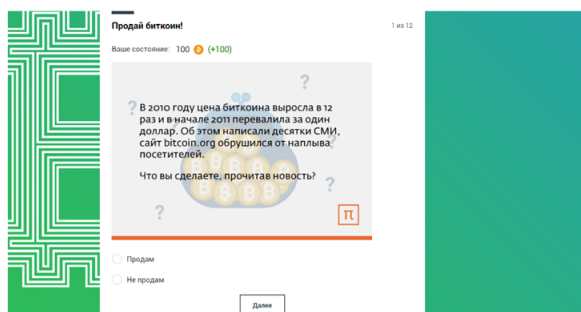 Продай биткоин!
1 из 12
Ваше состояние: 100 (+100)
В 2010 году цена биткоина выросла в 12
раз и в начале 2011 перевалила за один
доллар. Об этом написали десятки СМИ,
сайт bitcoin.org обрушился от наплыва
посетителей.
Что вы сделаете, прочитав новость?
π
Продам
Не продам
Далее